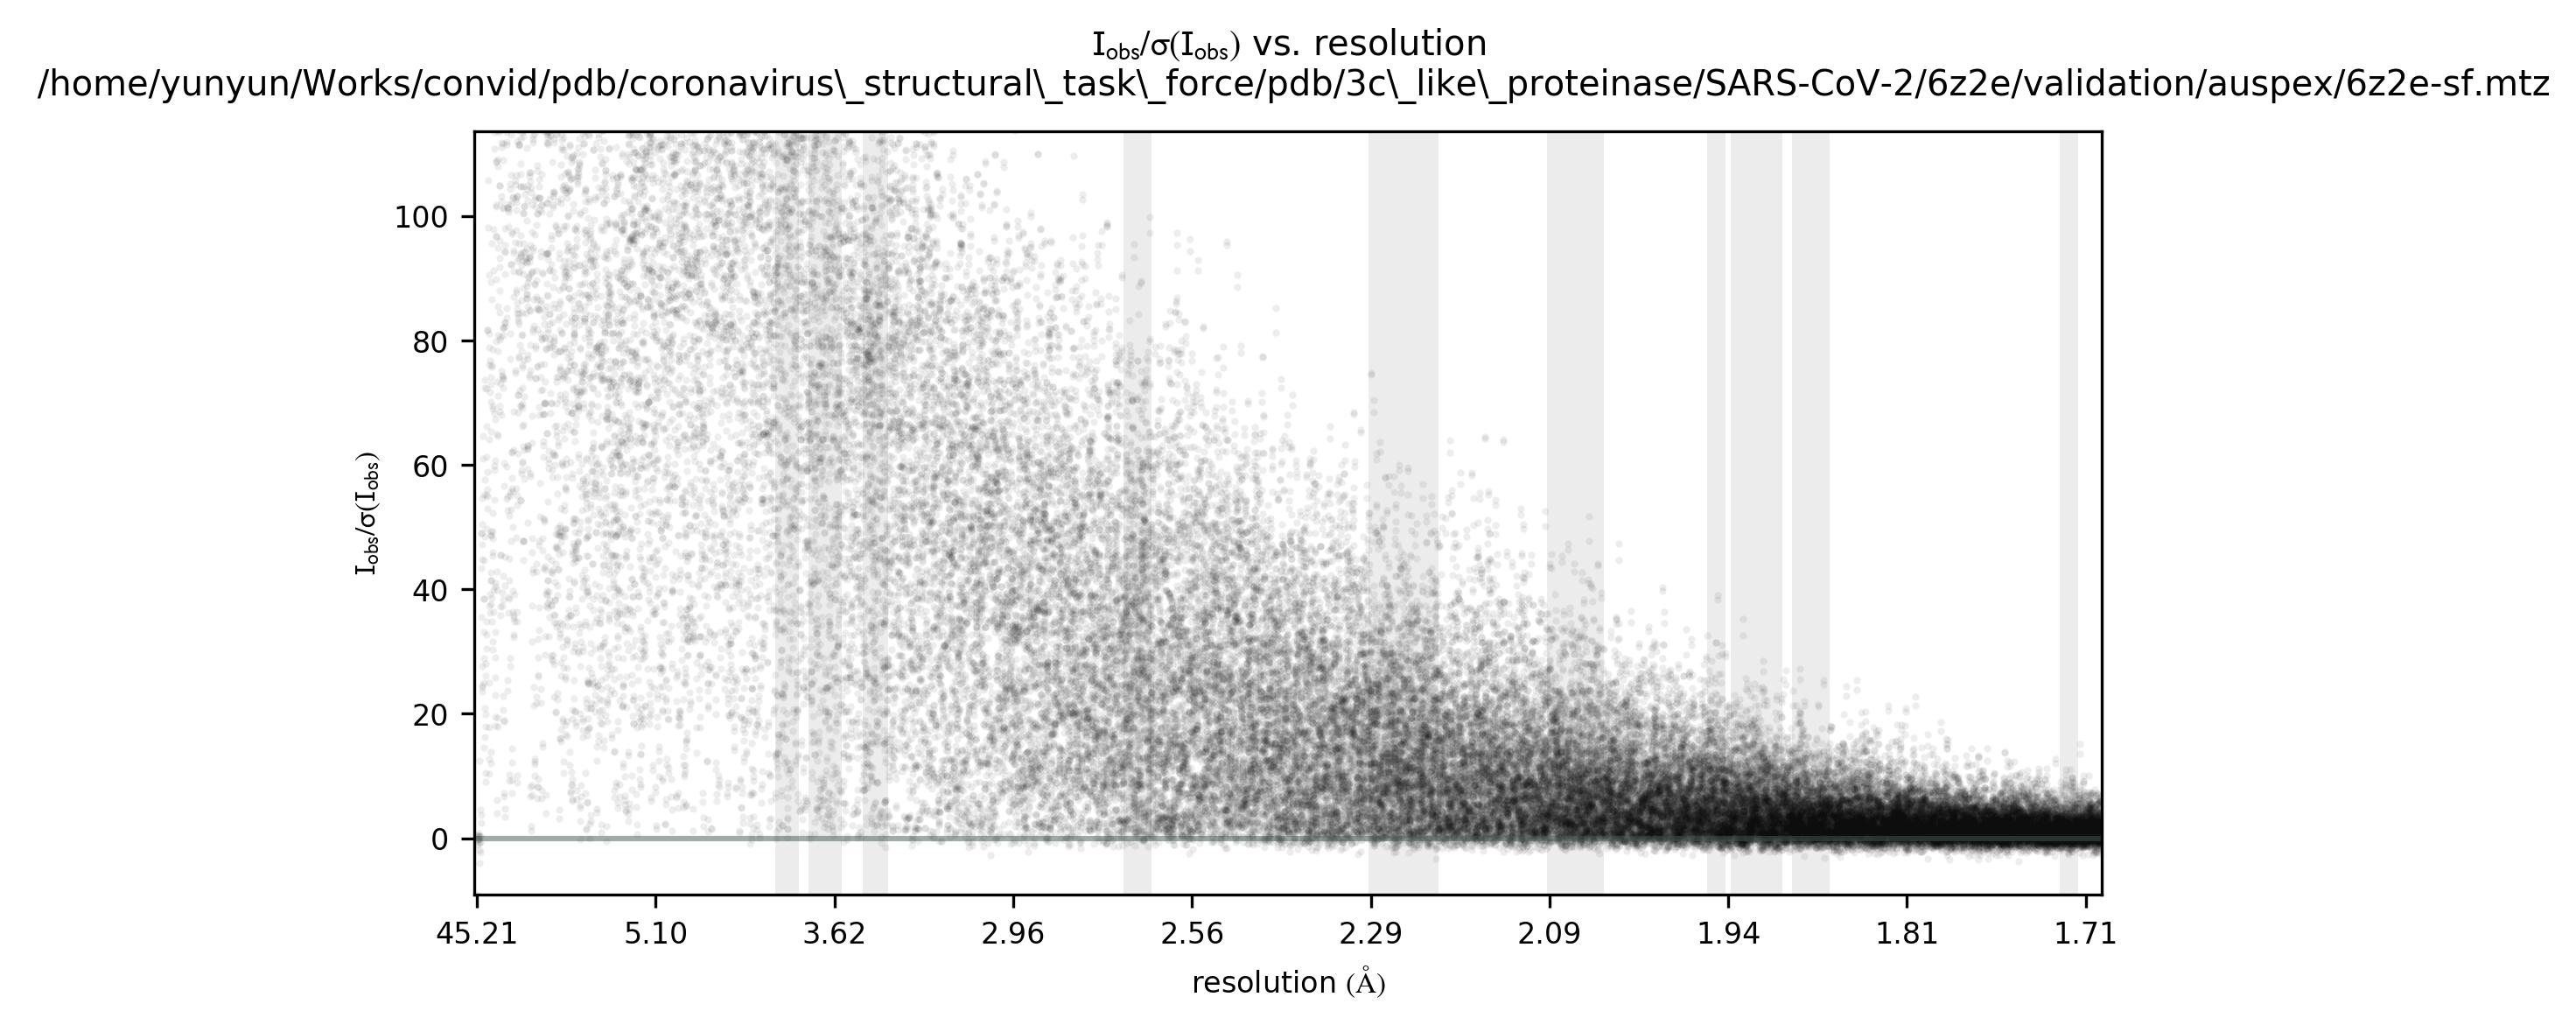 Iobs/σ(Iobs) vs. resolution
/home/yunyun/Works/convid/pdb/coronavirus\_structural\_task\_force/pdb/3c\_like\_proteinase/SARS-CoV-2/6z2e/validation/auspex/6z2e-sf.mtz
100
80
60
40
20
0
Iobs/σ(Iobs)
45.21 5.10 3.62 2.96 2.56 2.29 2.09 1.94 1.81 1.71
resolution (Å)